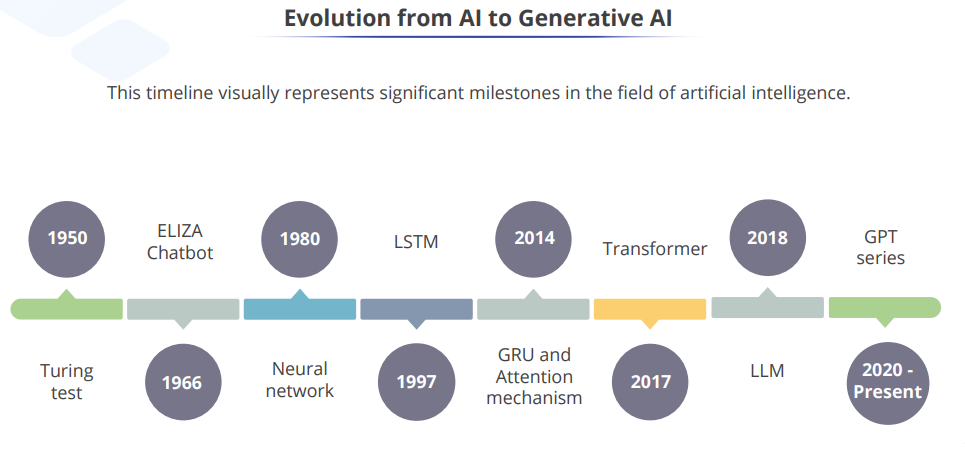 Evolution from AI to Generative AI
This timeline visually represents significant milestones in the field of artificial intelligence.
1950
Turing
test
ELIZA
Chatbot
1966
1980
Neural
network
LSTM
1997
2014
GRU and
Attention
mechanism
Transformer
2017
2018
LLM
GPT
series
2020 -
Present